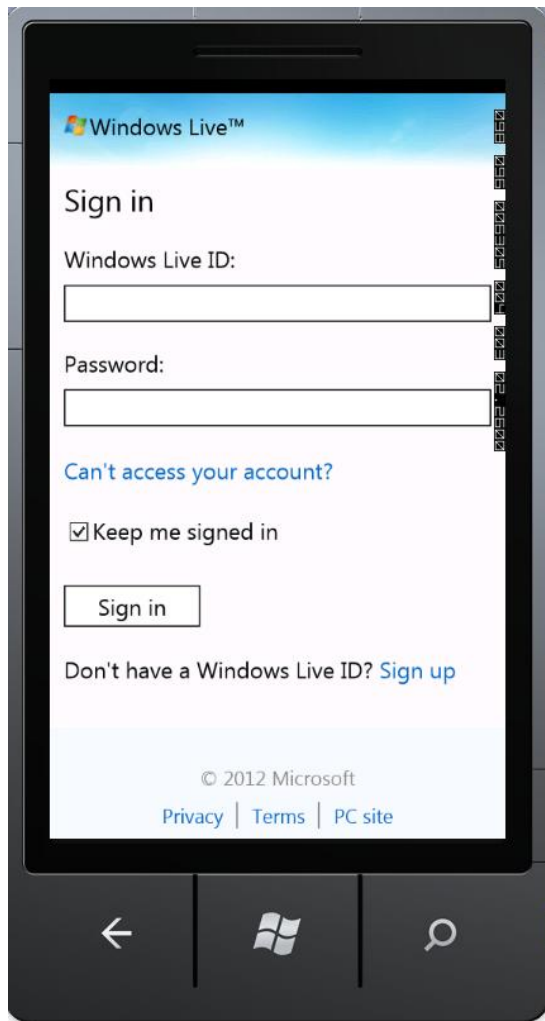 Windows Live™
Sign in
Windows Live ID:
Password:
Can't access your account?
Keep me signed in
Sign in
Don't have a Windows Live ID? Sign up
© 2012 Microsoft
Privacy | Terms | PC site